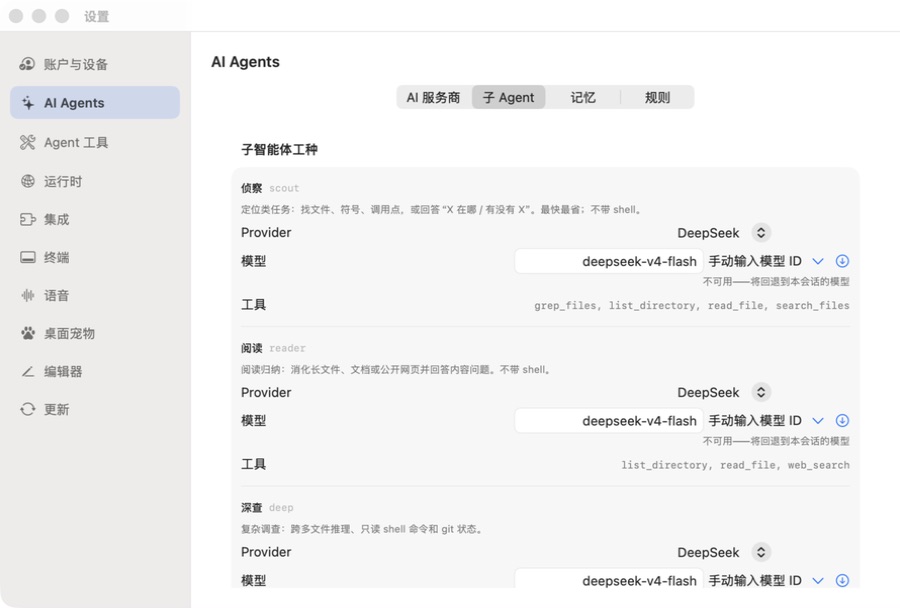 设置
账户与设备
AI Agents
Agent 工具
运行时
集成
终端
语音
桌面宠物
编辑器
更新
AI Agents
AI 服务商 子 Agent 记忆 规则
子智能体工种
侦察 scout
定位类任务：找文件、符号、调用点，或回答 “X 在哪 / 有没有 X”。最快最省；不带 shell。
Provider DeepSeek
模型 deepseek-v4-flash 手动输入模型 ID
不可用——将回退到本会话的模型
工具 grep_files, list_directory, read_file, search_files
阅读 reader
阅读归纳：消化长文件、文档或公开网页并回答内容问题。不带 shell。
Provider DeepSeek
模型 deepseek-v4-flash 手动输入模型 ID
不可用——将回退到本会话的模型
工具 list_directory, read_file, web_search
深查 deep
复杂调查：跨多文件推理、只读 shell 命令和 git 状态。
Provider DeepSeek
模型 deepseek-v4-flash 手动输入模型 ID